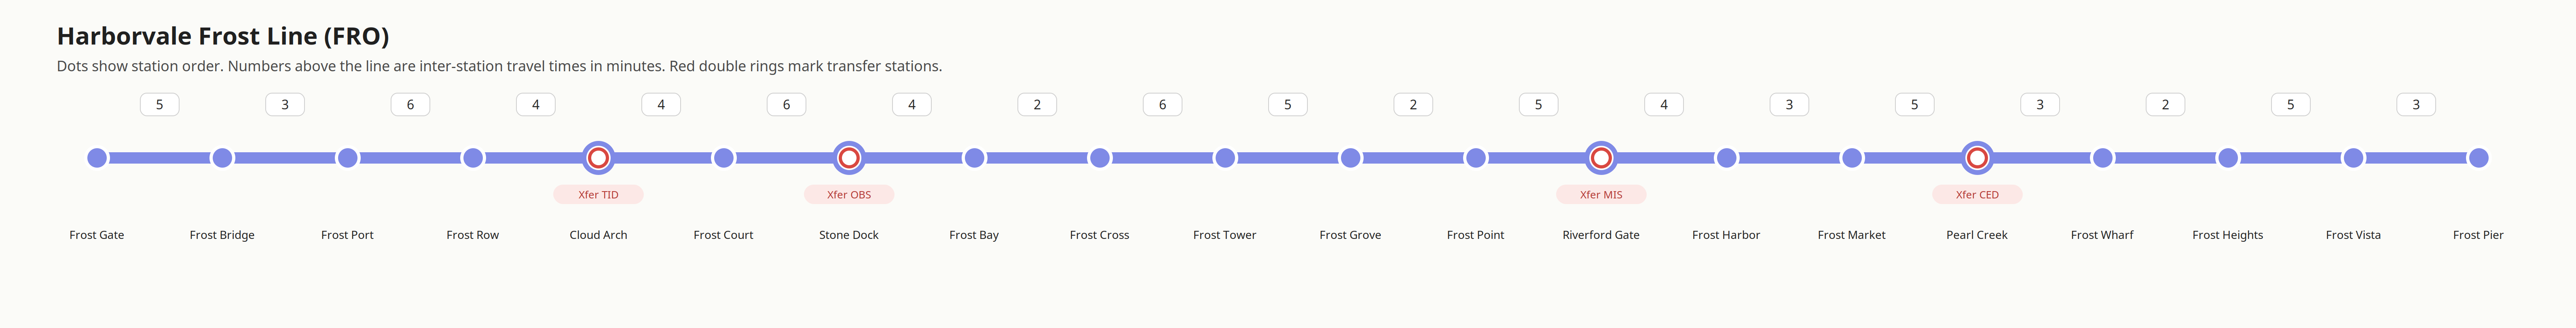 Harborvale Frost Line (FRO)
Dots show station order. Numbers above the line are inter-station travel times in minutes. Red double rings mark transfer stations.
5 3 6 4 4 6 4 2 6 5 2 5 4 3 5 3 2 5 3
Xfer TID Xfer OBS Xfer MIS Xfer CED
Frost Gate Frost Bridge Frost Port Frost Row Cloud Arch Frost Court Stone Dock Frost Bay Frost Cross Frost Tower Frost Grove Frost Point Riverford Gate Frost Harbor Frost Market Pearl Creek Frost Wharf Frost Heights Frost Vista Frost Pier